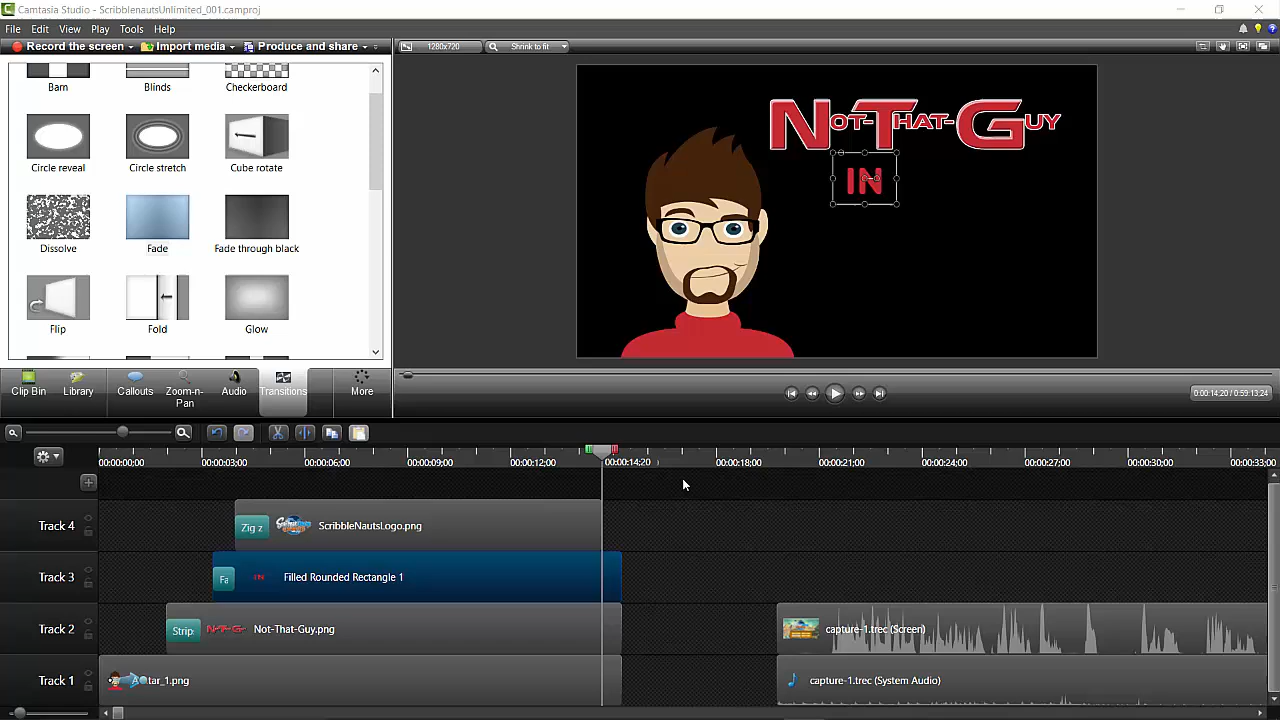 Camtasia Studio - ScribblenautsUnlimited_001.camproj
File Edit View Play Tools Help
Record the screen Import media Produce and share
1280x720 Shrink to fit
Barn Blinds Checkerboard
Circle reveal Circle stretch Cube rotate
Dissolve Fade Fade through black
Flip Fold Glow
NOT-THAT-GUY
IN
Clip Bin Library Callouts Zoom-n-Pan Audio Transitions More
0:00:14;20 / 0:59:13;24
00:00:00;00 00:00:03;00 00:00:06;00 00:00:09;00 00:00:12;00 00:00:14;20 00:00:18;00 00:00:21;00 00:00:24;00 00:00:27;00 00:00:30;00 00:00:33;00
Track 4 Zig z ScribbleNautsLogo.png
Track 3 Fa IN Filled Rounded Rectangle 1
Track 2 Strip Not-That-Guy.png capture-1.trec (Screen)
Track 1 tar_1.png capture-1.trec (System Audio)